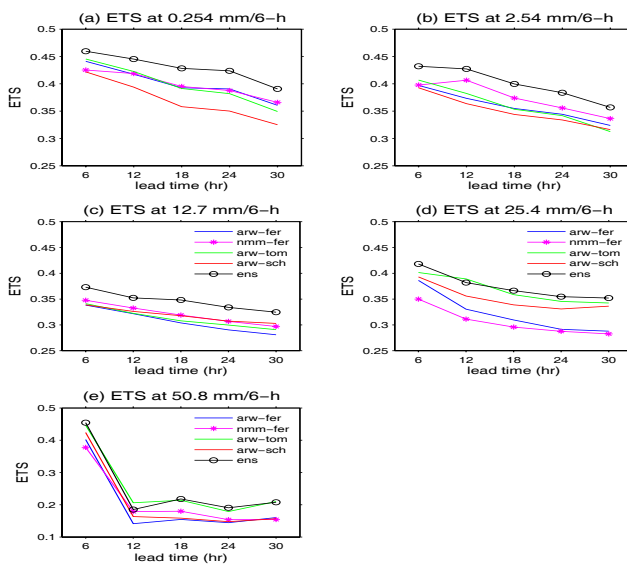 (a) ETS at 0.254 mm/6-h
0.5
0.45
0.4
0.35
0.3
0.25
ETS
6 12 18 24 30
lead time (hr)
(b) ETS at 2.54 mm/6-h
0.5
0.45
0.4
0.35
0.3
0.25
ETS
6 12 18 24 30
lead time (hr)
(c) ETS at 12.7 mm/6-h
0.5
0.45
0.4
0.35
0.3
0.25
ETS
arw-fer
nmm-fer
arw-tom
arw-sch
ens
6 12 18 24 30
lead time (hr)
(d) ETS at 25.4 mm/6-h
0.5
0.45
0.4
0.35
0.3
0.25
ETS
arw-fer
nmm-fer
arw-tom
arw-sch
ens
6 12 18 24 30
lead time (hr)
(e) ETS at 50.8 mm/6-h
0.5
0.4
0.3
0.2
0.1
ETS
arw-fer
nmm-fer
arw-tom
arw-sch
ens
6 12 18 24 30
lead time (hr)